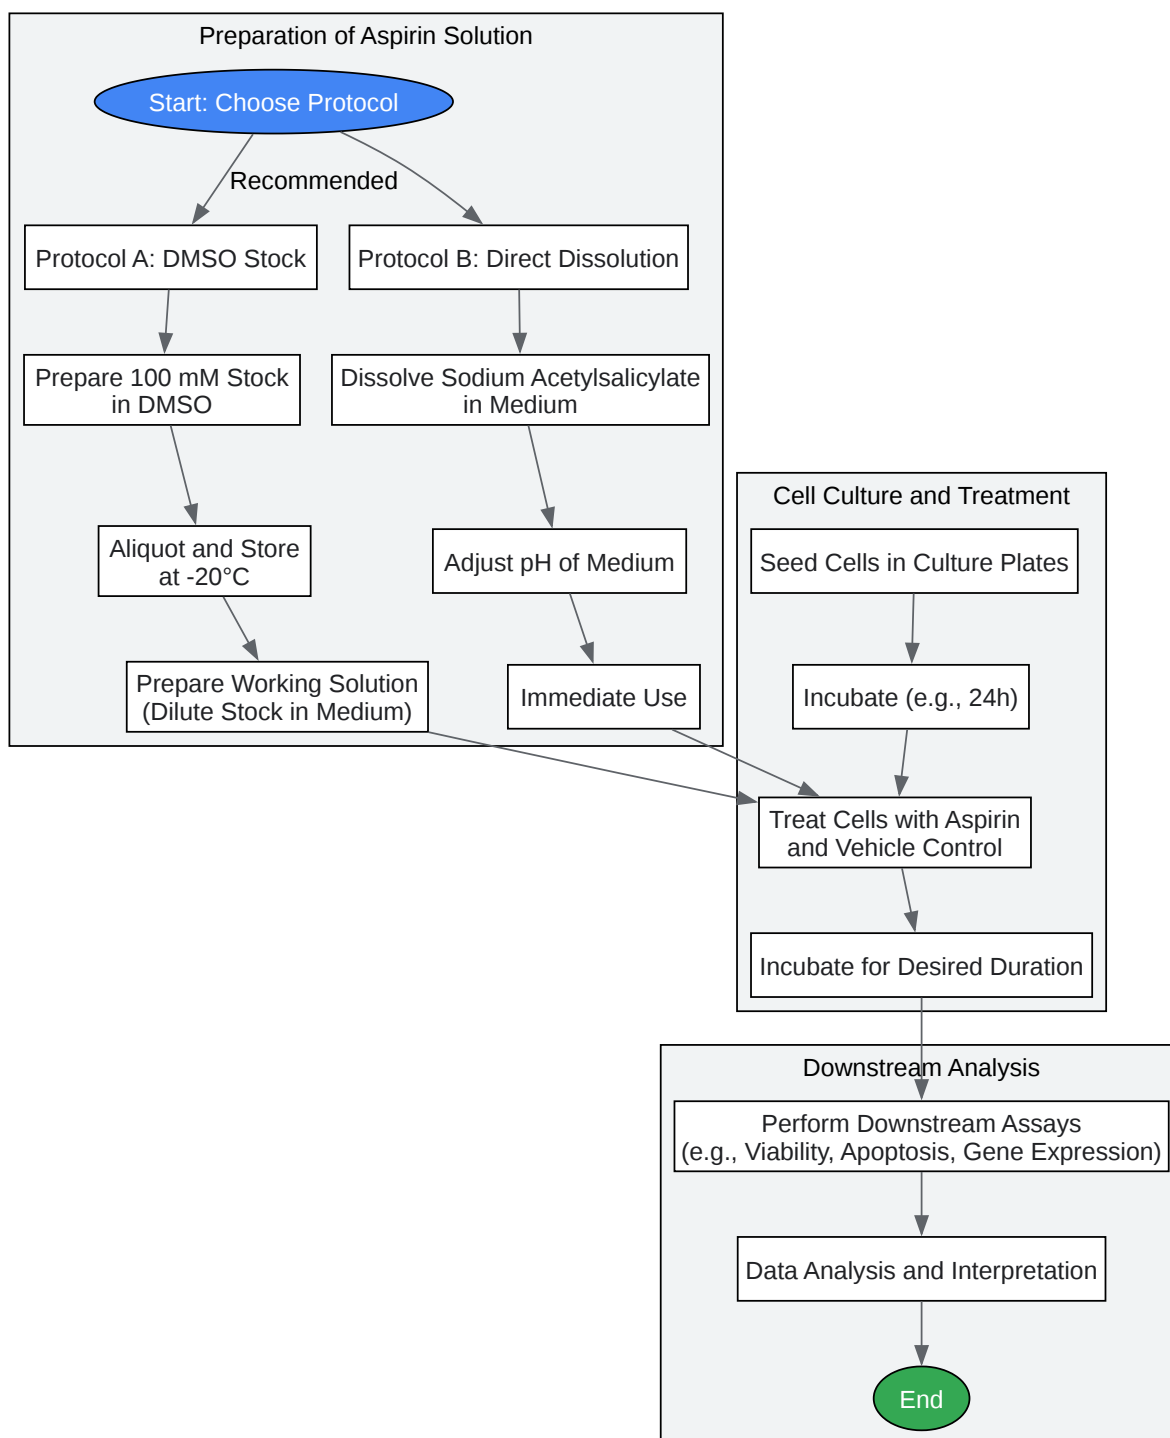 Preparation of Aspirin Solution
Start: Choose Protocol
Recommended
Protocol A: DMSO Stock
Protocol B: Direct Dissolution
Prepare 100 mM Stock
in DMSO
Dissolve Sodium Acetylsalicylate
in Medium
Aliquot and Store
at -20°C
Adjust pH of Medium
Prepare Working Solution
(Dilute Stock in Medium)
Immediate Use
Cell Culture and Treatment
Seed Cells in Culture Plates
Incubate (e.g., 24h)
Treat Cells with Aspirin
and Vehicle Control
Incubate for Desired Duration
Downstream Analysis
Perform Downstream Assays
(e.g., Viability, Apoptosis, Gene Expression)
Data Analysis and Interpretation
End